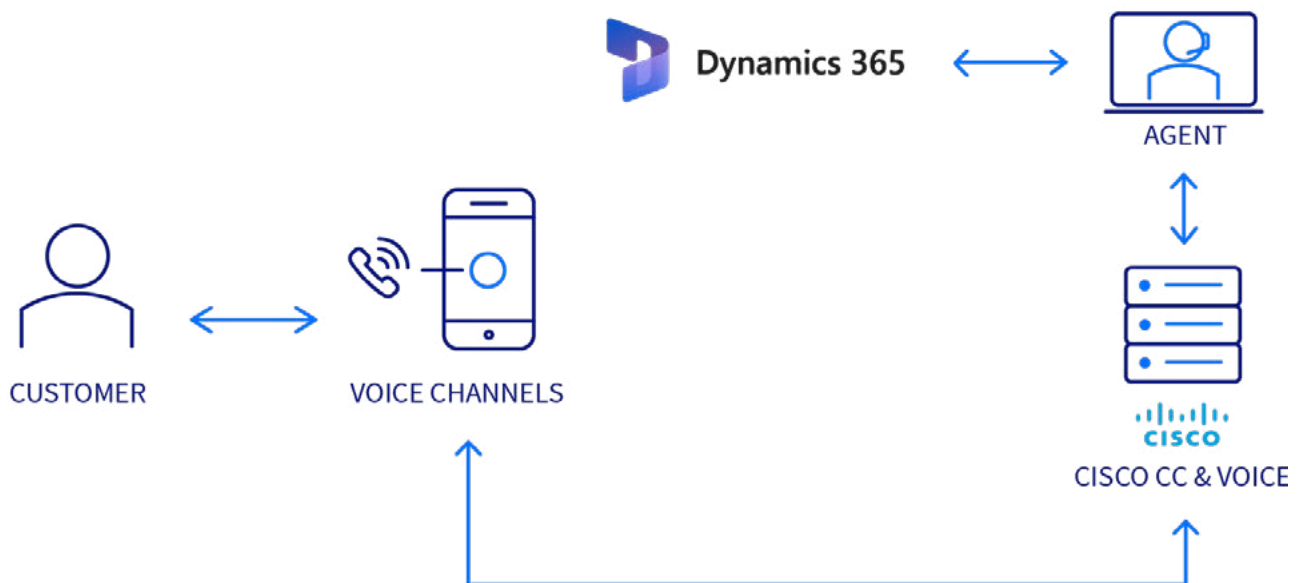 Dynamics 365
AGENT
CUSTOMER
VOICE CHANNELS
CISCO
CISCO CC & VOICE